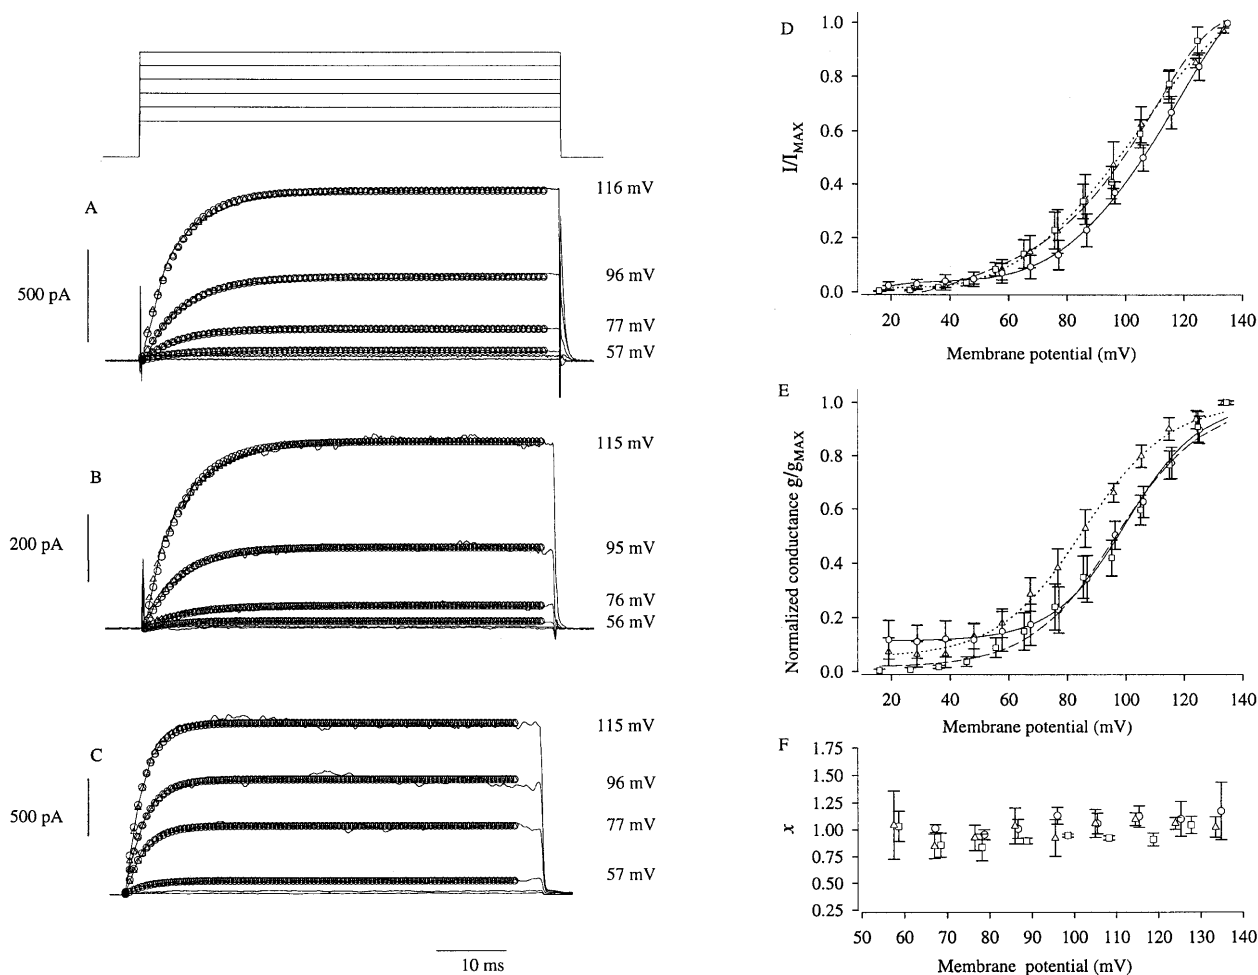 A
500 pA
116 mV
96 mV
77 mV
57 mV
B
200 pA
115 mV
95 mV
76 mV
56 mV
C
500 pA
115 mV
96 mV
77 mV
57 mV
10 ms
D
I/I_MAX
1.0
0.8
0.6
0.4
0.2
0.0
20 40 60 80 100 120 140
Membrane potential (mV)
E
Normalized conductance g/g_MAX
1.0
0.8
0.6
0.4
0.2
0.0
20 40 60 80 100 120 140
Membrane potential (mV)
F
x
1.75
1.50
1.25
1.00
0.75
0.50
0.25
50 60 70 80 90 100 110 120 130 140
Membrane potential (mV)